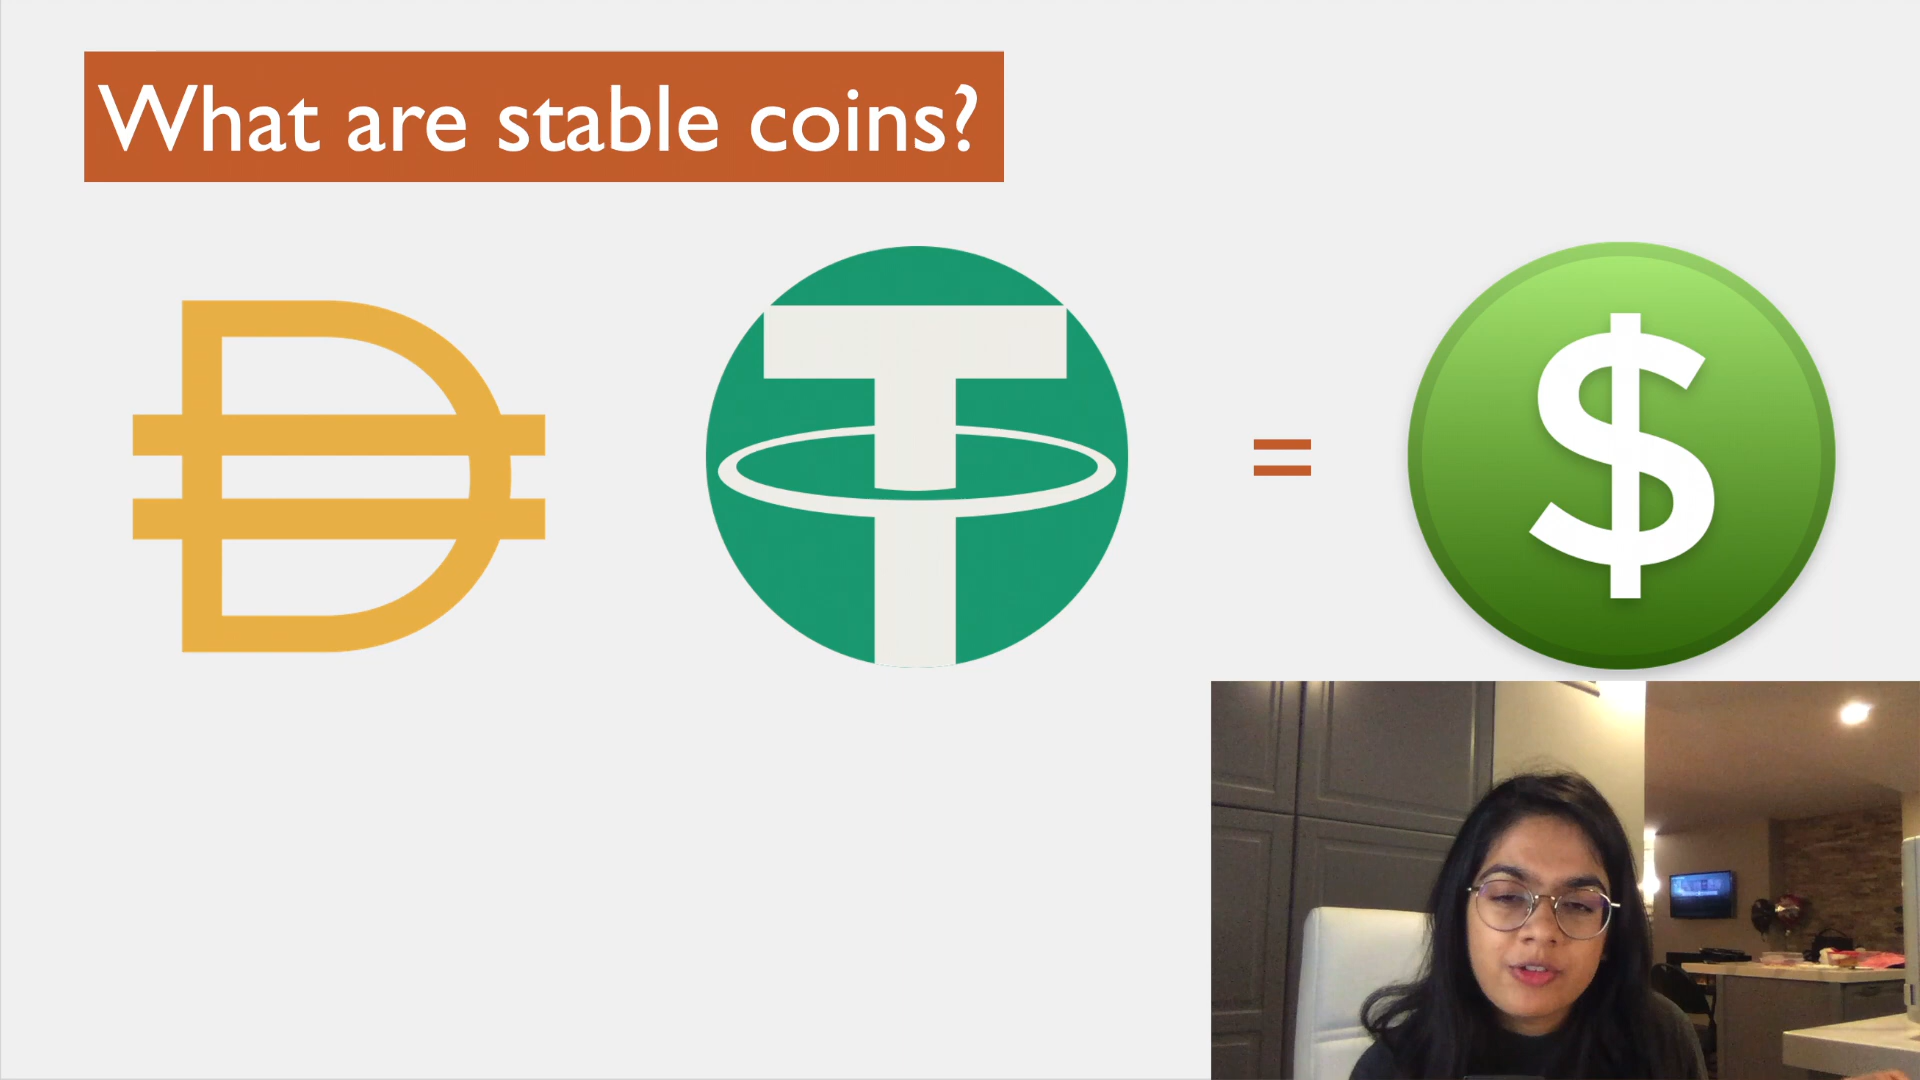 What are stable coins?
=
$